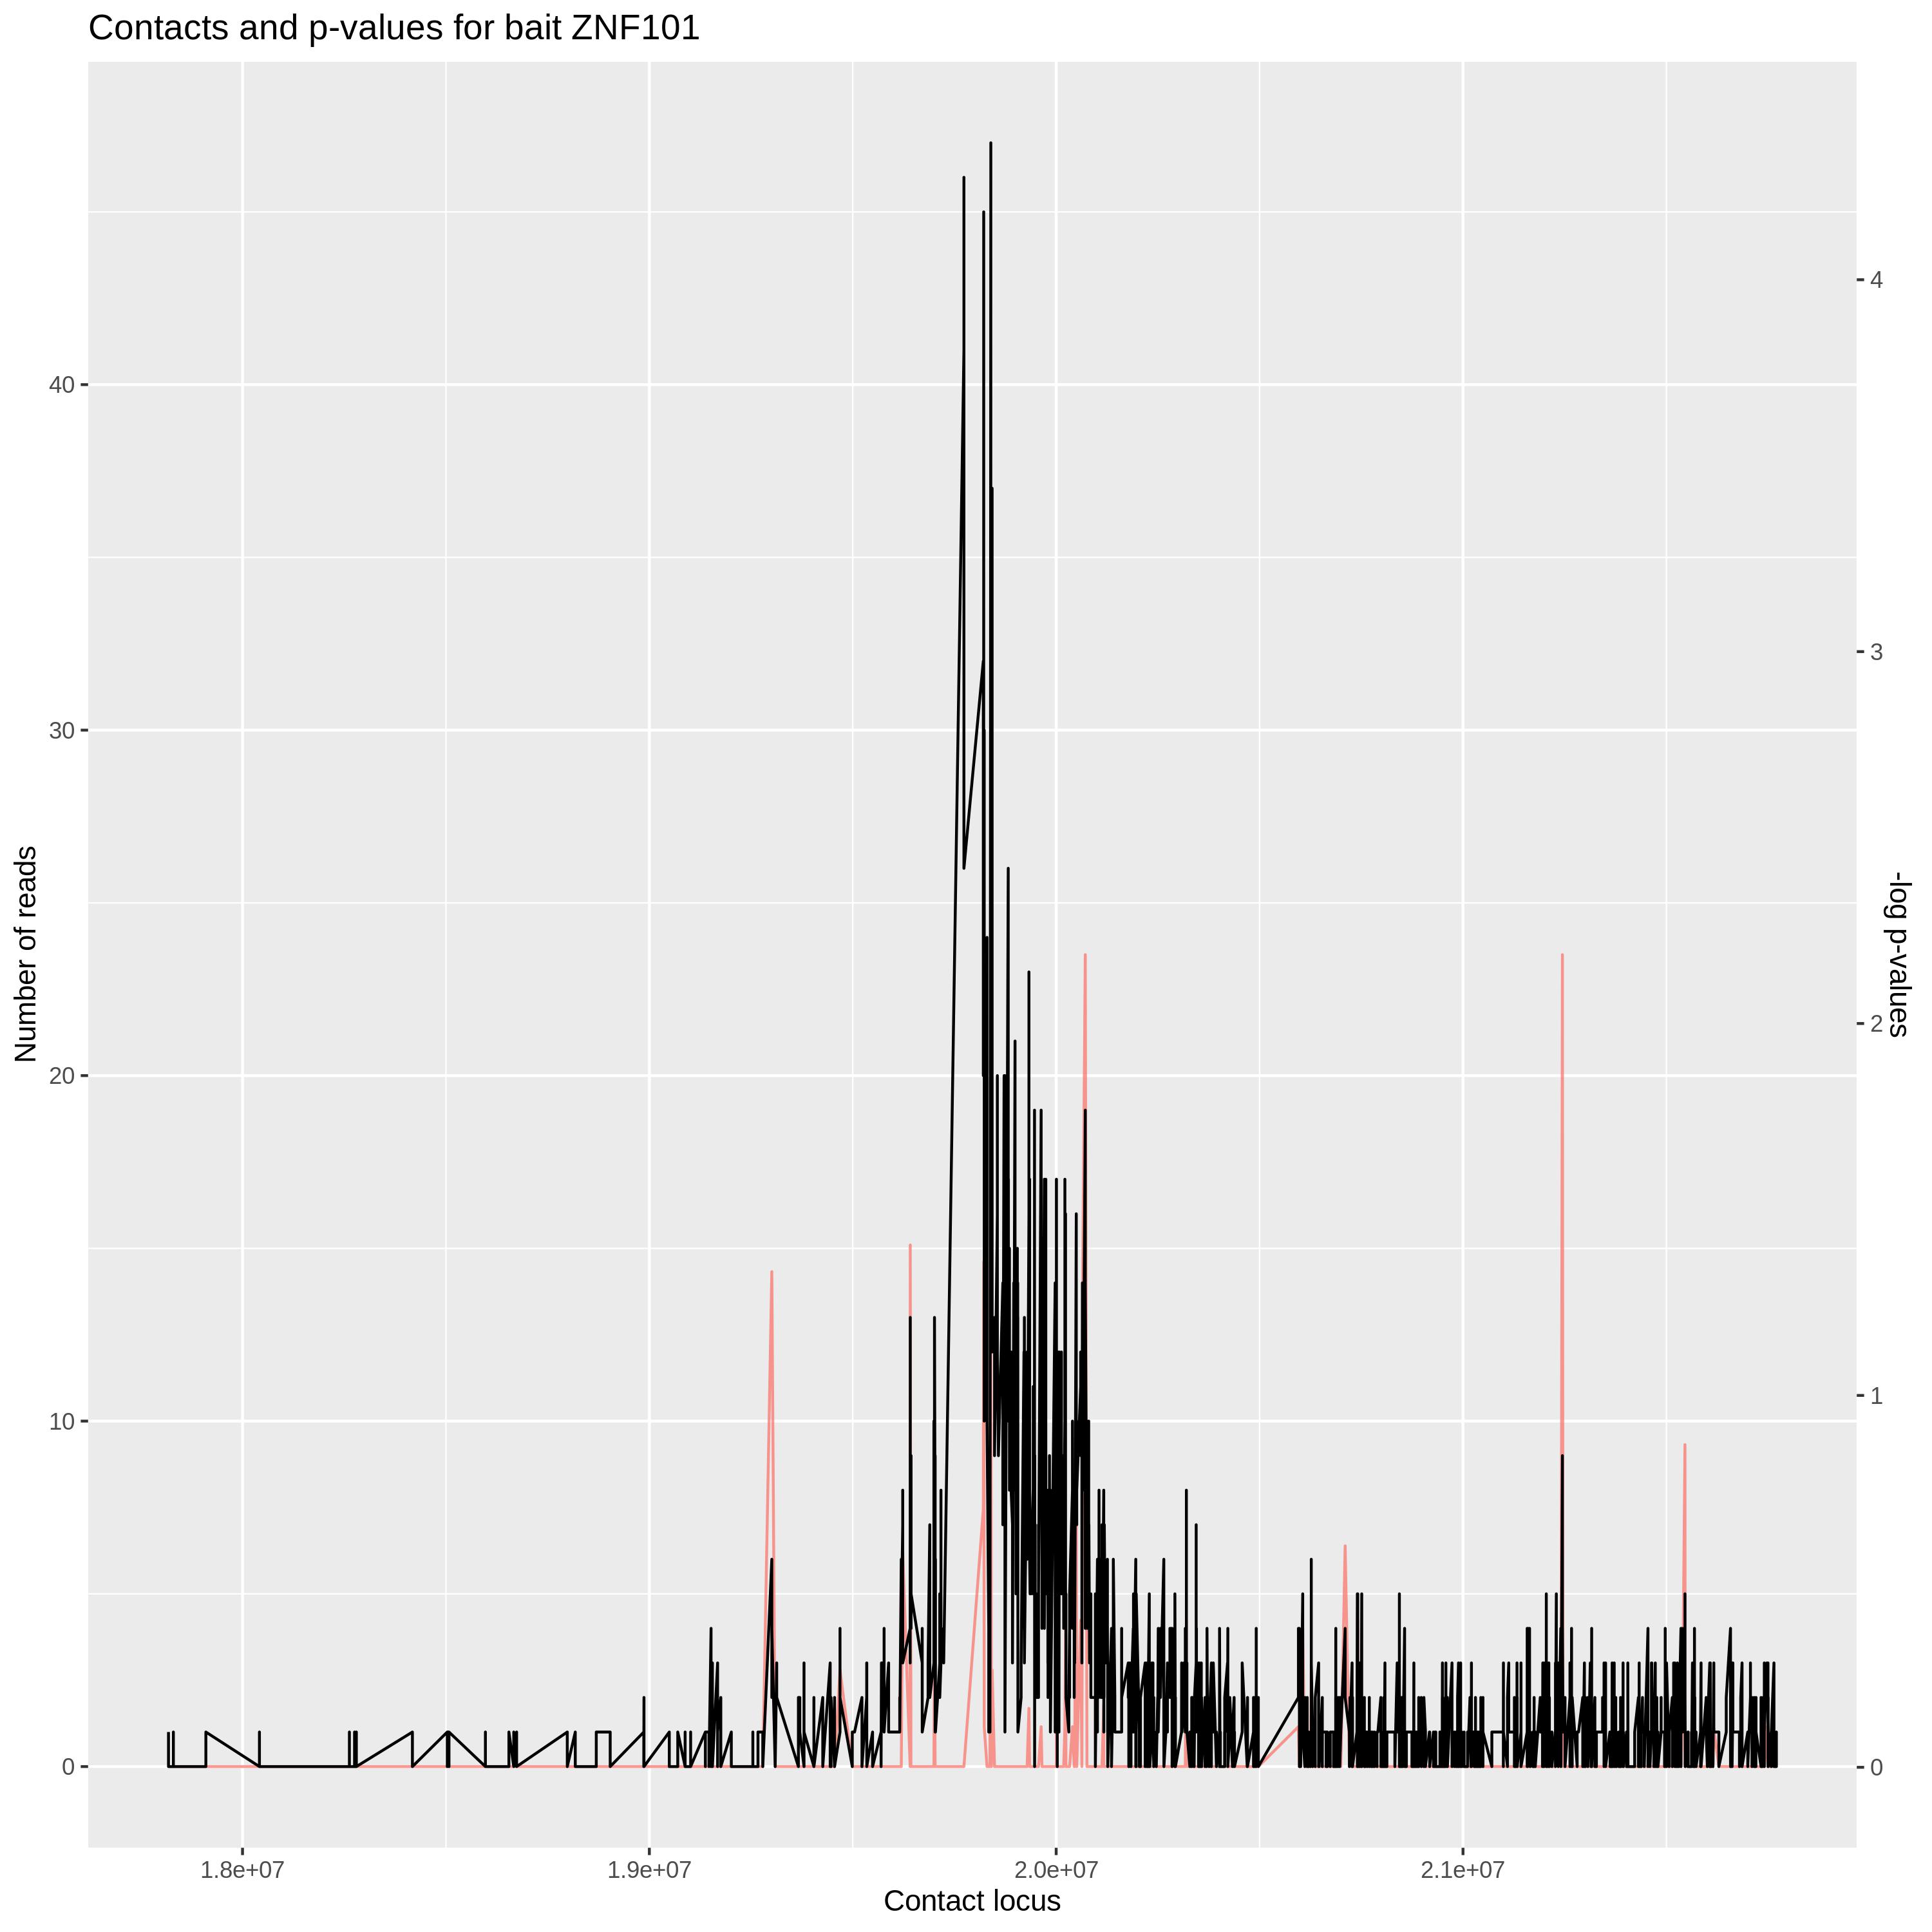 Contacts and p-values for bait ZNF101
Number of reads
40
30
20
10
0
4
3
2
1
0
-log p-values
1.8e+07 1.9e+07 2.0e+07 2.1e+07
Contact locus